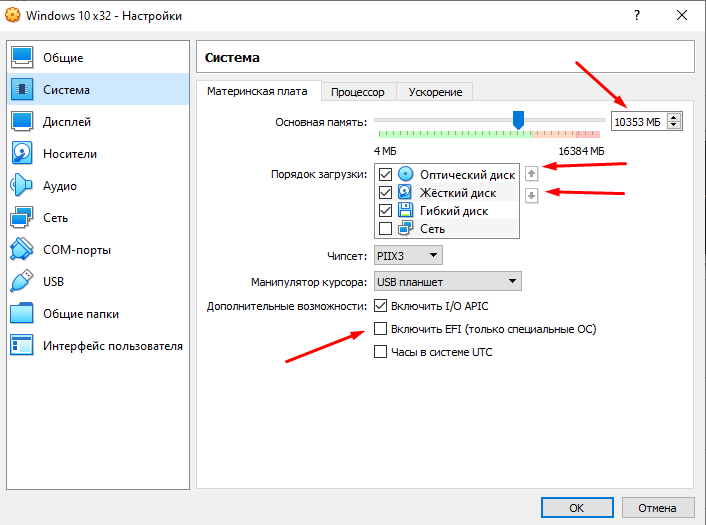 Windows 10 x32 - Настройки
?
Общие
Система
Дисплей
Носители
Аудио
Сеть
COM-порты
USB
Общие папки
Интерфейс пользователя
Система
Материнская плата Процессор Ускорение
Основная память: 10353 МБ
4 МБ 16384 МБ
Порядок загрузки: Оптический диск
Жёсткий диск
Гибкий диск
Сеть
Чипсет: PIIX3
Манипулятор курсора: USB планшет
Дополнительные возможности: Включить I/O APIC
Включить EFI (только специальные ОС)
Часы в системе UTC
OK Отмена